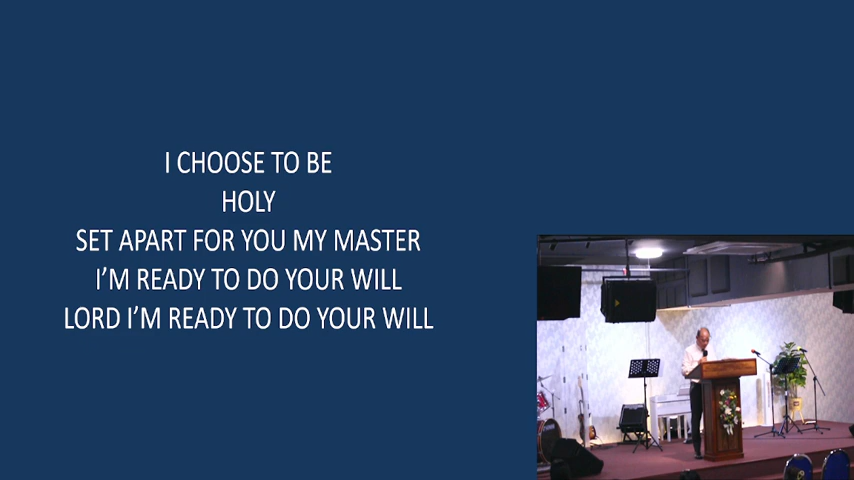 I CHOOSE TO BE
HOLY
SET APART FOR YOU MY MASTER
I’M READY TO DO YOUR WILL
LORD I’M READY TO DO YOUR WILL